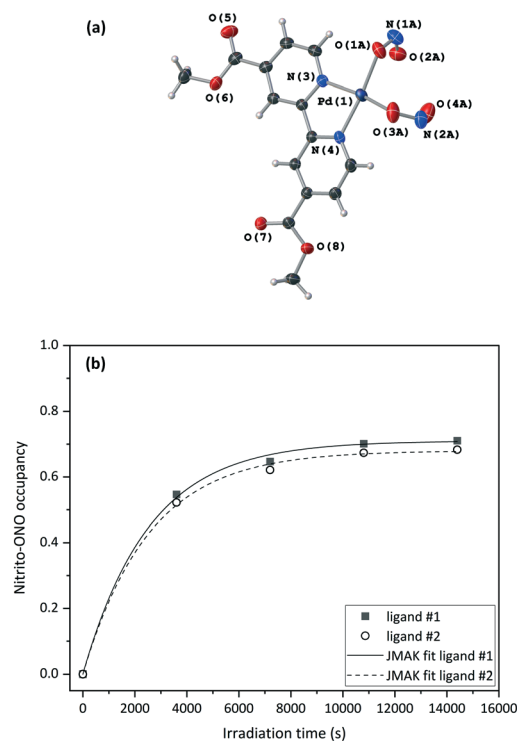 (a)
O(5)
N(1A)
O(1A)
O(2A)
N(3)
Pd(1)
O(4A)
O(6)
O(3A)
N(2A)
N(4)
O(7)
O(8)
(b)
1.0
0.8
0.6
0.4
0.2
0.0
Nitrito-ONO occupancy
ligand #1
ligand #2
JMAK fit ligand #1
JMAK fit ligand #2
0 2000 4000 6000 8000 10000 12000 14000 16000
Irradiation time (s)